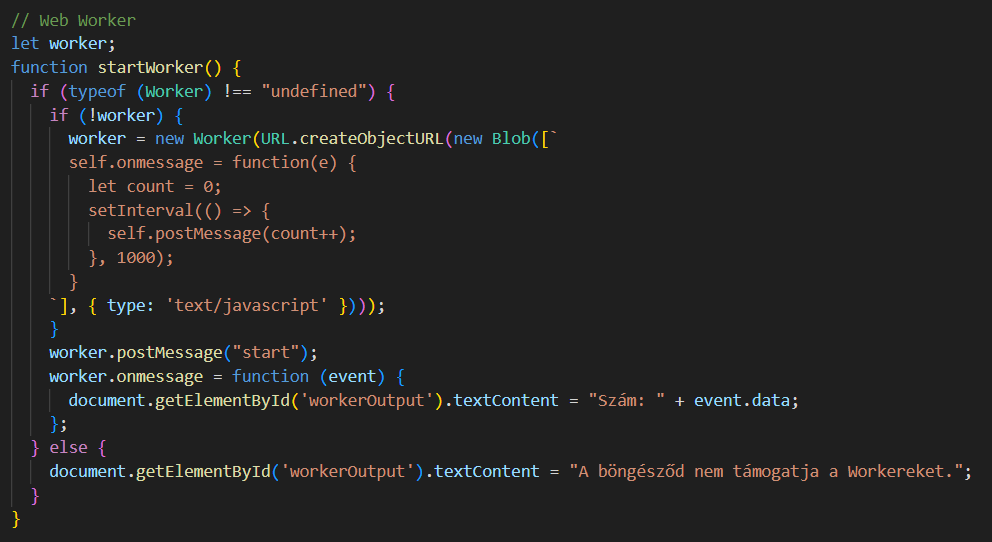 // Web Worker
let worker;
function startWorker() {
  if (typeof (Worker) !== "undefined") {
    if (!worker) {
      worker = new Worker(URL.createObjectURL(new Blob([`
      self.onmessage = function(e) {
        let count = 0;
        setInterval(() => {
          self.postMessage(count++);
        }, 1000);
      }
    `], { type: 'text/javascript' })));
    }
    worker.postMessage("start");
    worker.onmessage = function (event) {
      document.getElementById('workerOutput').textContent = "Szám: " + event.data;
    };
  } else {
    document.getElementById('workerOutput').textContent = "A böngésződ nem támogatja a Workereket.";
  }
}